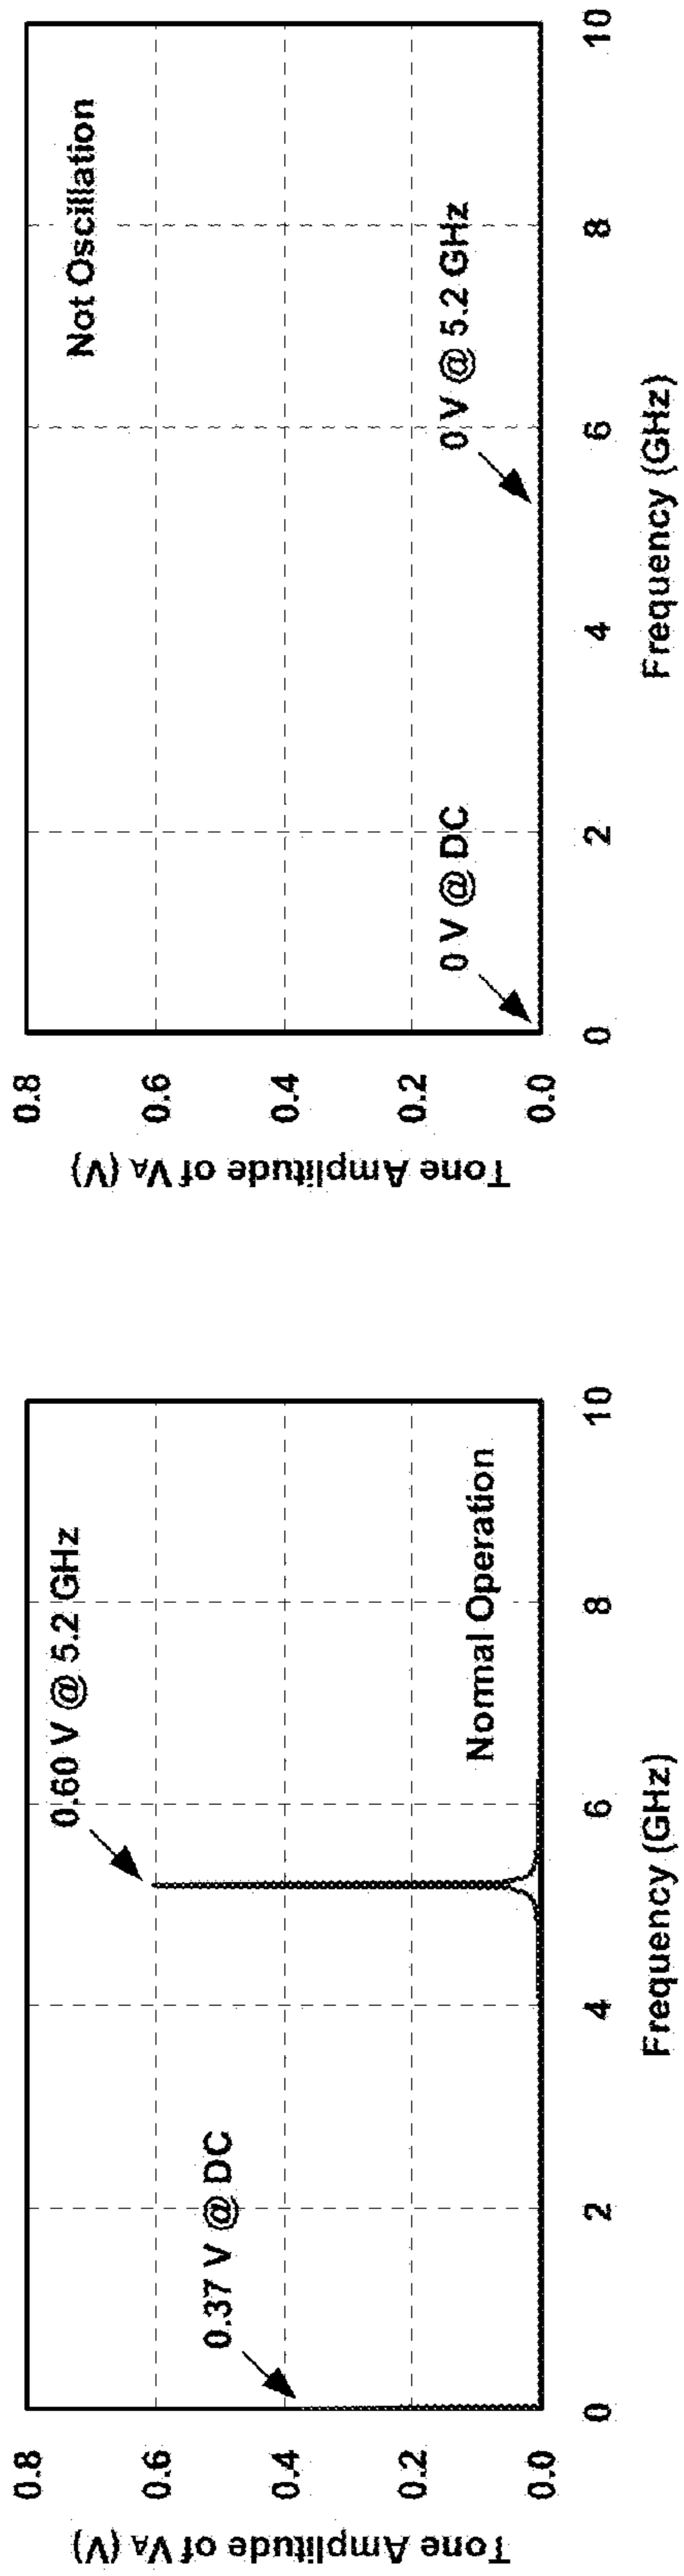 Tone Amplitude of VA (V)
0.8
0.6
0.4
0.2
0.0
0.37 V @ DC
0.60 V @ 5.2 GHz
Normal Operation
0
2
4
6
8
10
Frequency (GHz)
Tone Amplitude of VA (V)
0.8
0.6
0.4
0.2
0.0
Not Oscillation
0 V @ DC
0 V @ 5.2 GHz
0
2
4
6
8
10
Frequency (GHz)